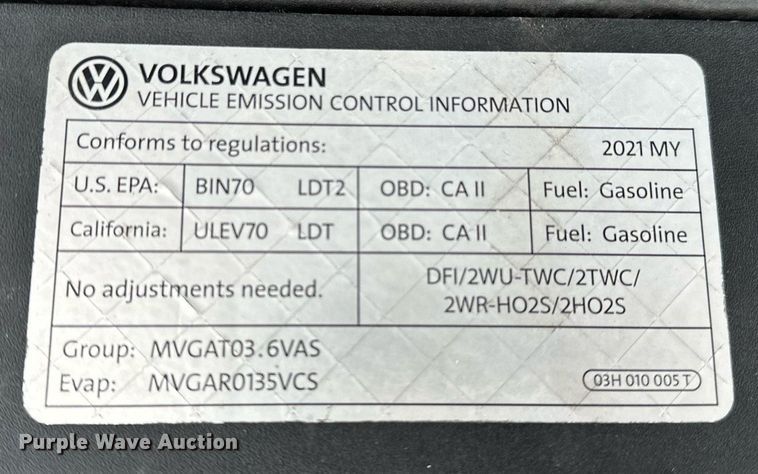 VW VOLKSWAGEN
VEHICLE EMISSION CONTROL INFORMATION
Conforms to regulations: 2021 MY
U.S. EPA: BIN70 LDT2 OBD: CA II Fuel: Gasoline
California: ULEV70 LDT OBD: CA II Fuel: Gasoline
No adjustments needed.
DFI/2WU-TWC/2TWC/
2WR-HO2S/2HO2S
Group: MVGAT03.6VAS
Evap: MVGAR0135VCS
03H 010 005 T
Purple Wave Auction